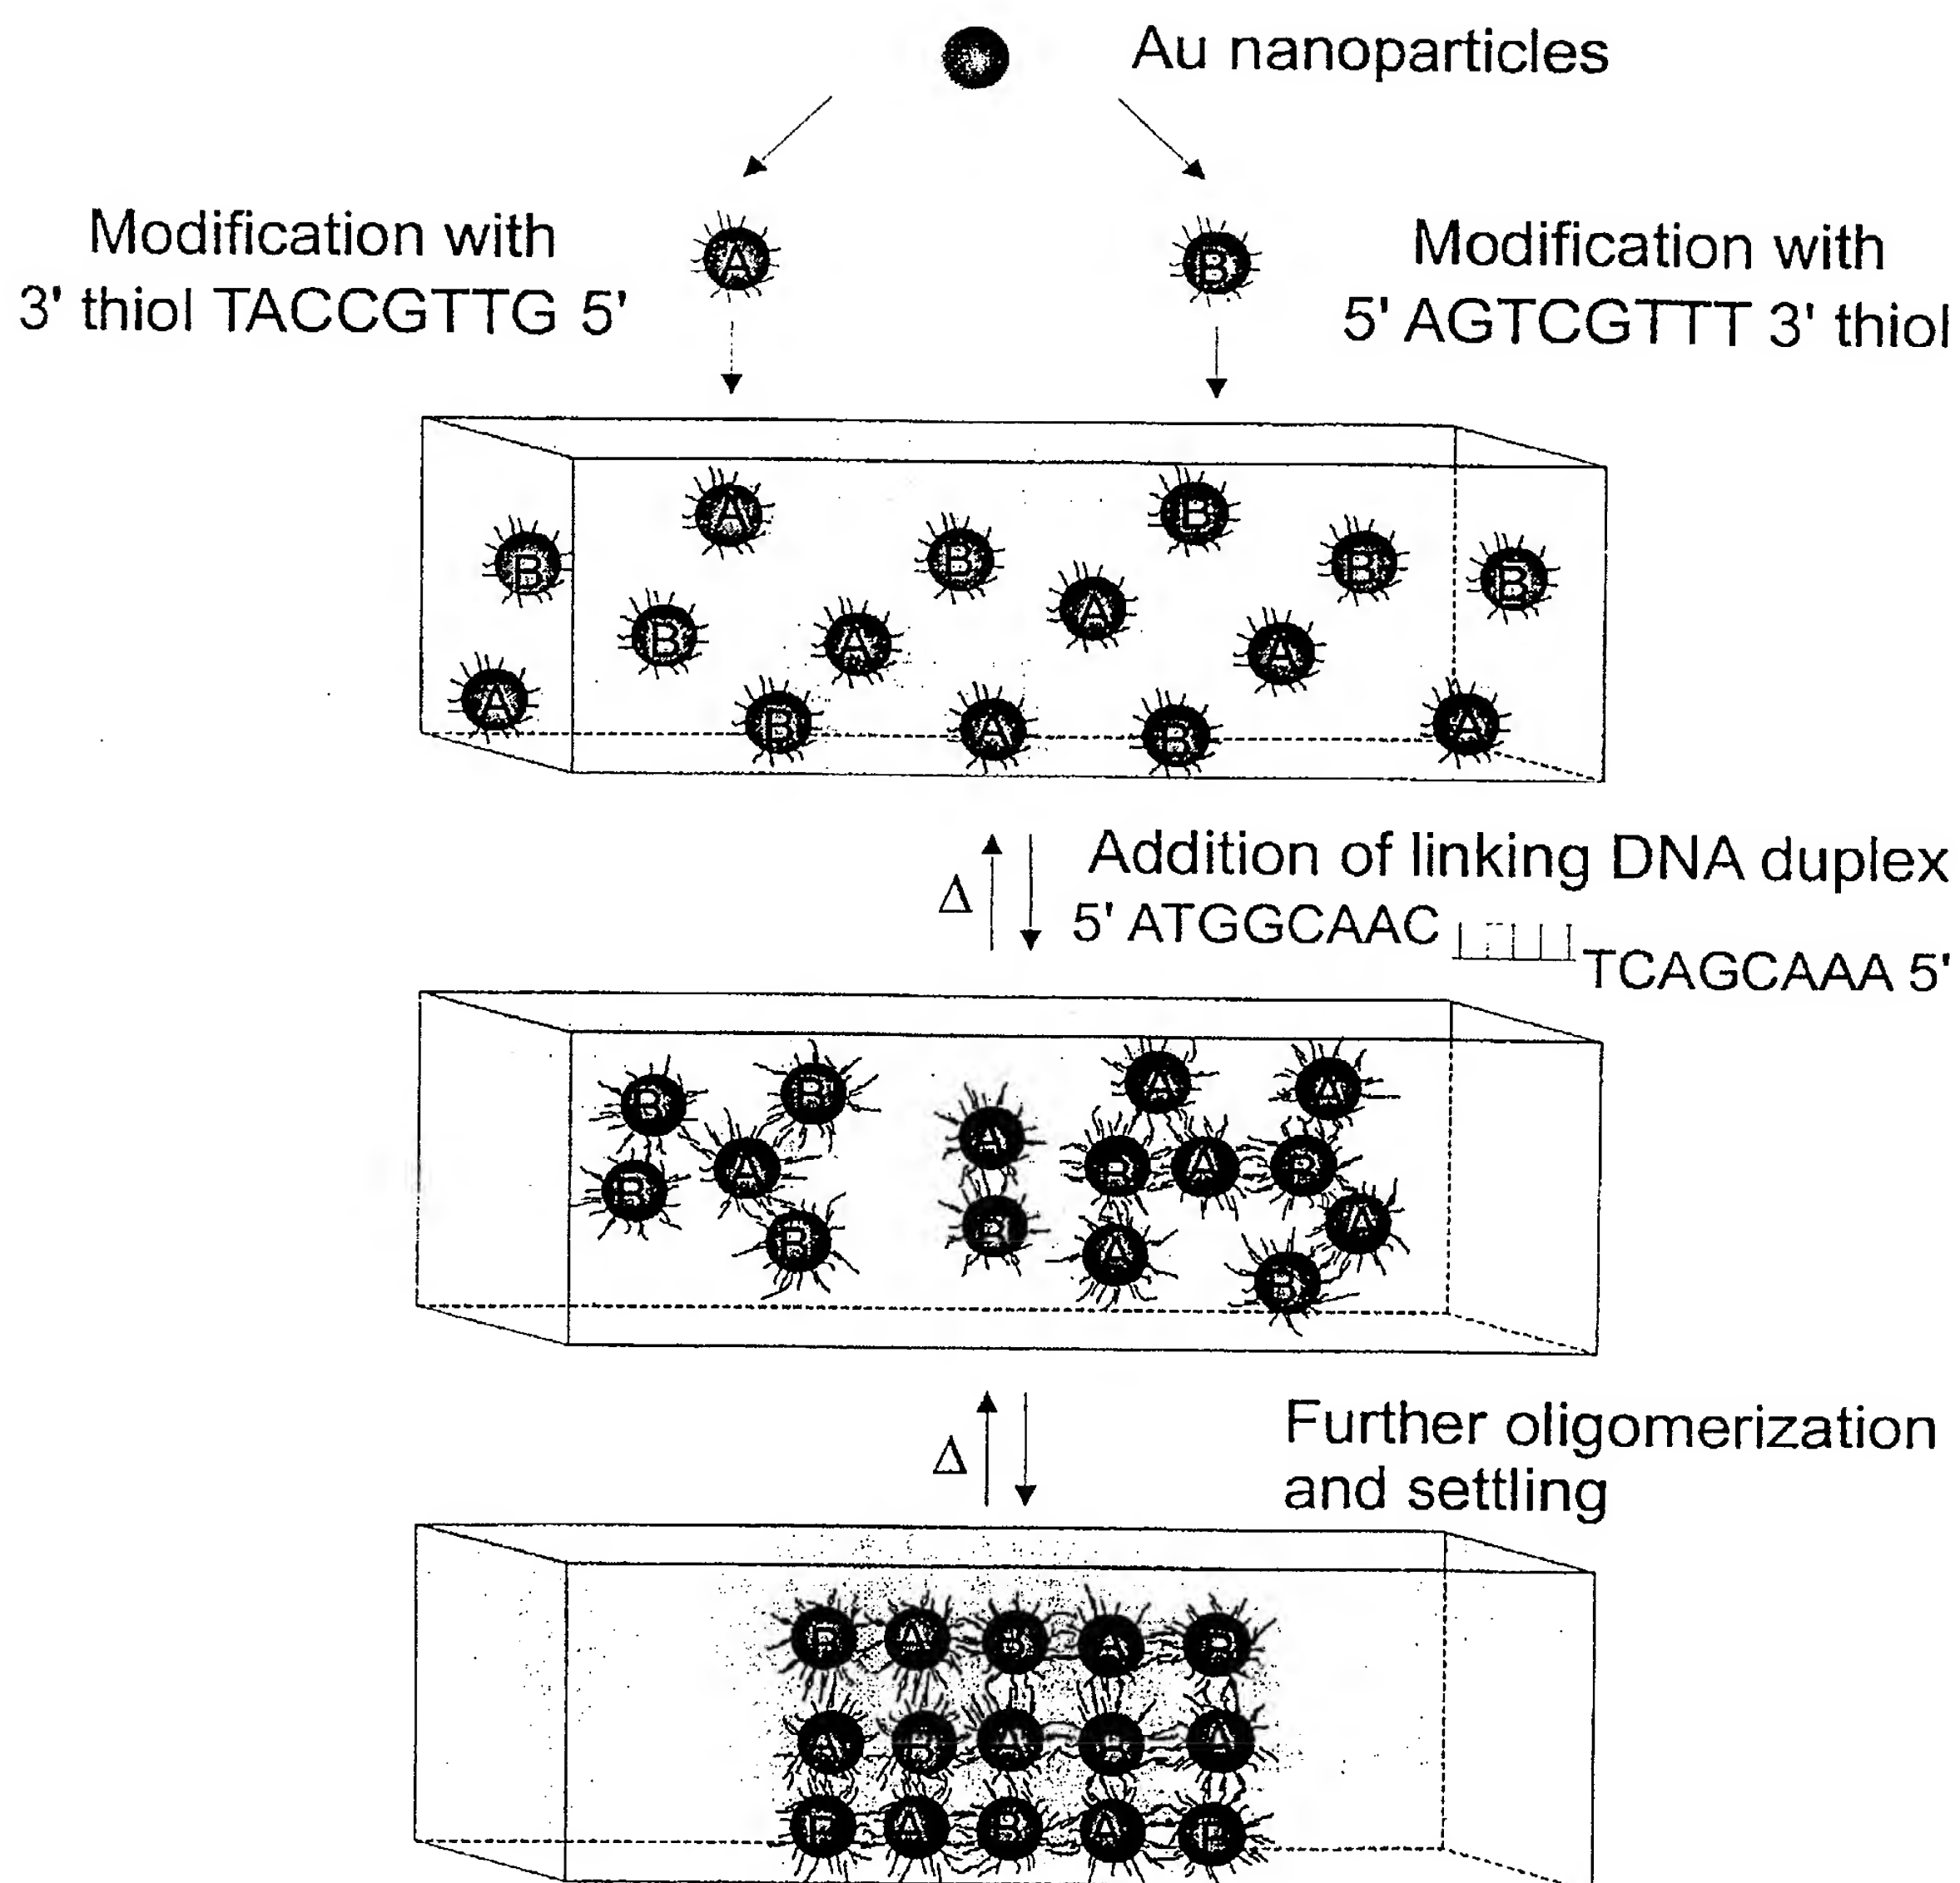 Au nanoparticles
Modification with
3' thiol TACCGTTG 5'
A
B
Modification with
5' AGTCGTTT 3' thiol
A
B
B
B
B
B
A
B
A
A
A
B
A
B
A
Δ
Addition of linking DNA duplex
5' ATGGCAAC
TCAGCAAA 5'
B
B
A
A
A
B
A
B
A
B
B
B
A
A
B
Δ
Further oligomerization
and settling
B A B A B
A B A B A
B A B A B